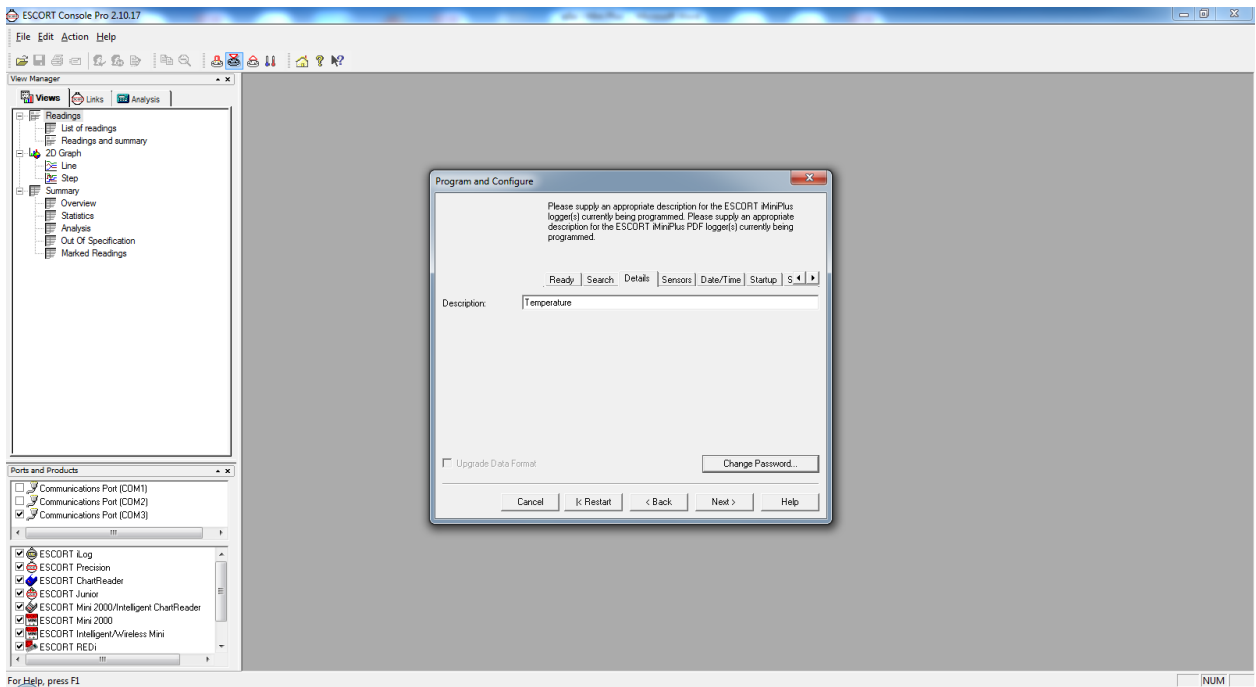 ESCORT Console Pro 2.10.17
File Edit Action Help
View Manager
Views Links Analysis
Readings
List of readings
Readings and summary
2D Graph
Line
Step
Summary
Overview
Statistics
Analysis
Out Of Specification
Marked Readings
Program and Configure
Please supply an appropriate description for the ESCORT iMiniPlus
logger(s) currently being programmed. Please supply an appropriate
description for the ESCORT iMiniPlus PDF logger(s) currently being
programmed.
Ready Search Details Sensors Date/Time Startup S
Description: Temperature
Upgrade Data Format Change Password...
Cancel |< Restart < Back Next > Help
Ports and Products
Communications Port (COM1)
Communications Port (COM2)
Communications Port (COM3)
ESCORT iLog
ESCORT Precision
ESCORT ChartReader
ESCORT Junior
ESCORT Mini 2000/Intelligent ChartReader
ESCORT Mini 2000
ESCORT Intelligent/Wireless Mini
ESCORT REDi
For Help, press F1 NUM